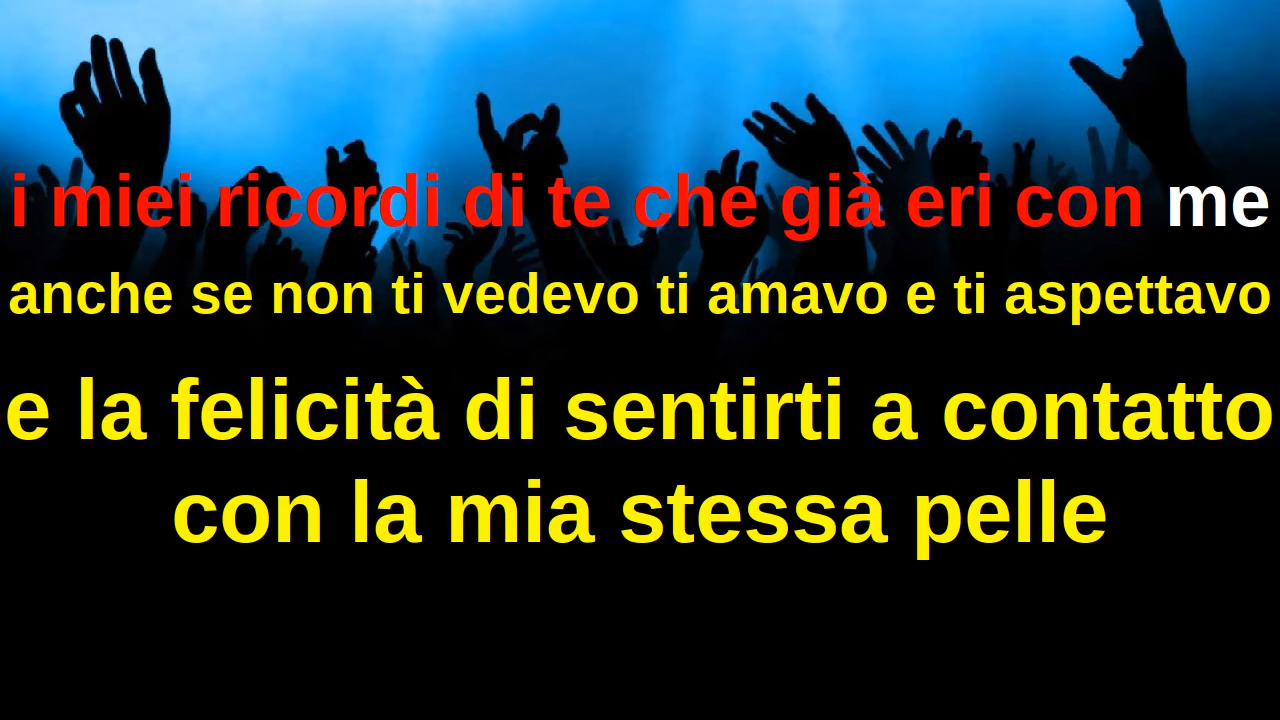 i miei ricordi di te che già eri con me
anche se non ti vedevo ti amavo e ti aspettavo
e la felicità di sentirti a contatto
con la mia stessa pelle